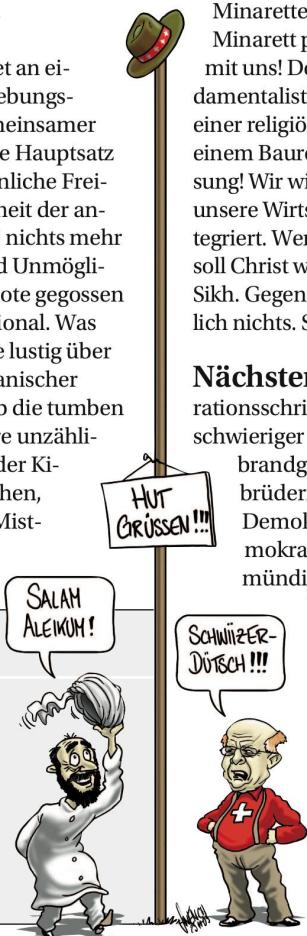 et an ei-
ebungs-
neinsamer
e Hauptsatz
nliche Frei-
heit der an-
nichts mehr
d Unmögli-
ote gegossen
ional. Was
e lustig über
anischer
b die tumben
re unzähli-
der Ki-
hen,
Mist-
Minarette
Minarett p
mit uns! De
damentalist
einer religiö
einem Baure
sung! Wir wi
unsere Wirts
tegriert. Wer
soll Christ w
Sikh. Gegen
lich nichts. S
Nächster
rationsschri
schwieriger
brandg
brüder
Demol
mokra
mündi
HUT
GRÜSSEN!!!
SALAM
ALEIKUM!
SCHWIIZER-
DÜTSCH!!!